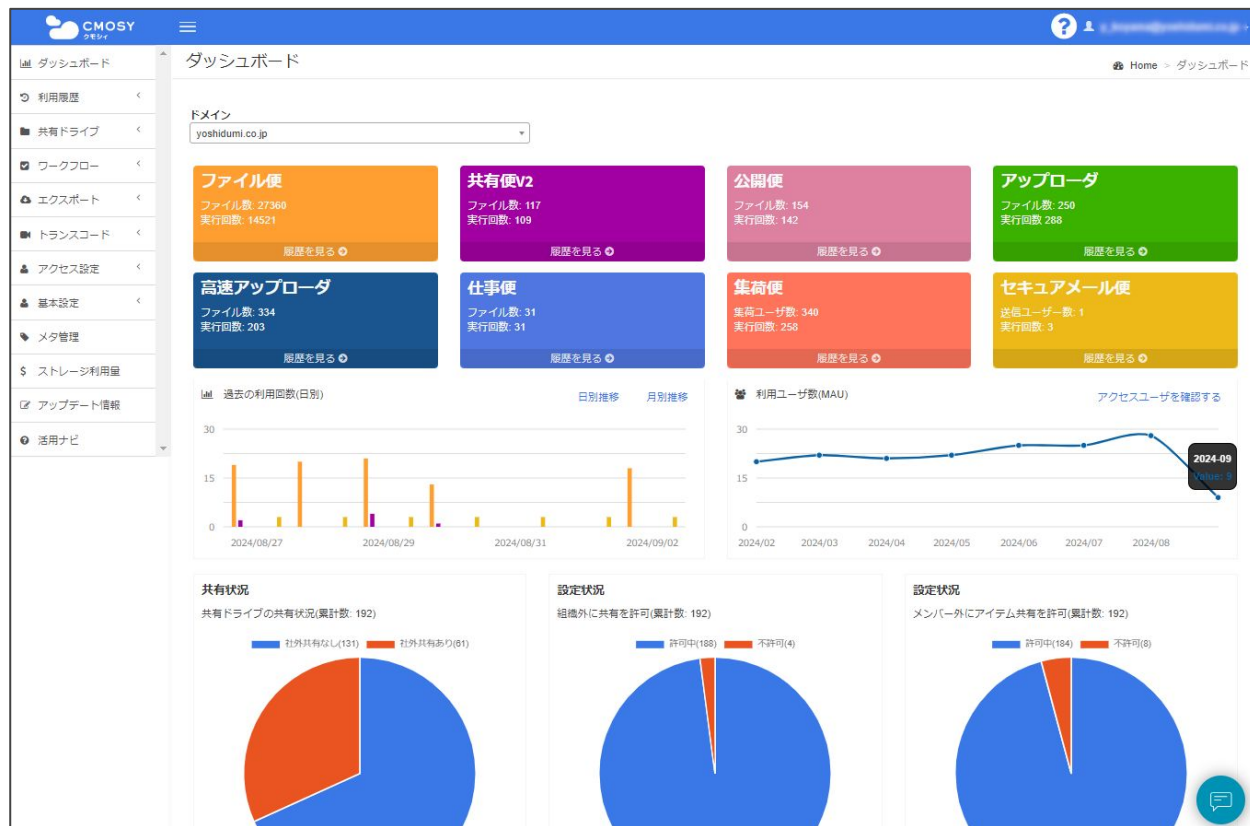 CMOSY
クモシィ
ダッシュボード
利用履歴
共有ドライブ
ワークフロー
エクスポート
トランスコード
アクセス設定
基本設定
メタ管理
ストレージ利用量
アップデート情報
活用ナビ
ダッシュボード
Home > ダッシュボード
ドメイン
yoshidumi.co.jp
ファイル便
ファイル数: 27360
実行回数: 14521
履歴を見る
共有便V2
ファイル数: 117
実行回数: 109
履歴を見る
公開便
ファイル数: 154
実行回数: 142
履歴を見る
アップローダ
ファイル数: 250
実行回数 288
履歴を見る
高速アップローダ
ファイル数: 334
実行回数: 203
履歴を見る
仕事便
ファイル数: 31
実行回数: 31
履歴を見る
集荷便
集荷ユーザ数: 340
実行回数: 258
履歴を見る
セキュアメール便
送信ユーザー数: 1
実行回数: 3
履歴を見る
過去の利用回数(日別)
日別推移 月別推移
30
15
0
2024/08/27 2024/08/29 2024/08/31 2024/09/02
利用ユーザ数(MAU)
アクセスユーザを確認する
30
15
0
2024/02 2024/03 2024/04 2024/05 2024/06 2024/07 2024/08
2024-09
Value: 9
共有状況
共有ドライブの共有状況(累計数: 192)
社外共有なし(131) 社外共有あり(61)
設定状況
組織外に共有を許可(累計数: 192)
許可中(188) 不許可(4)
設定状況
メンバー外にアイテム共有を許可(累計数: 192)
許可中(184) 不許可(8)